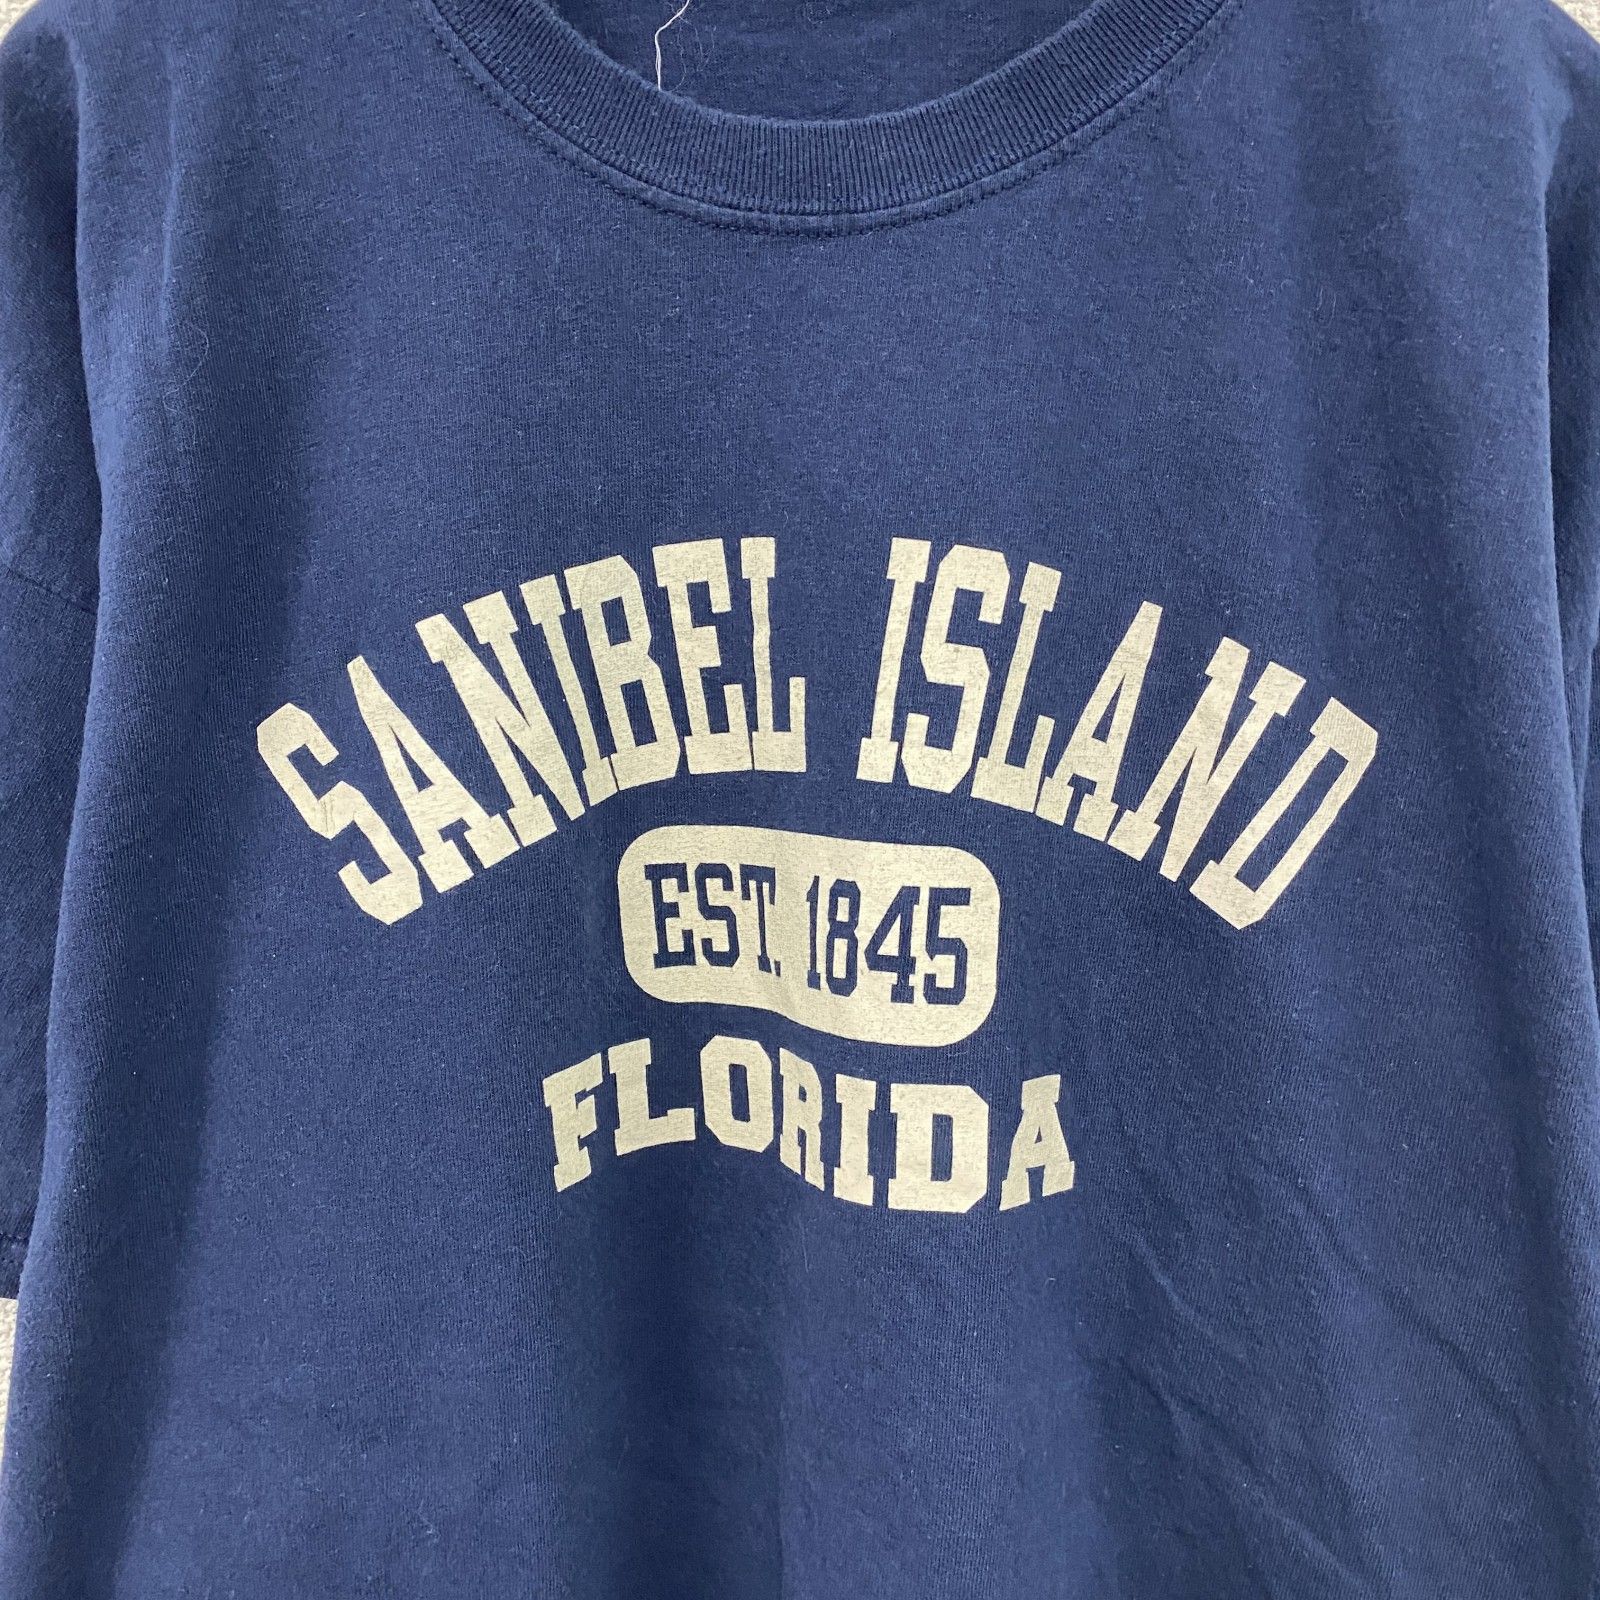 SANIBEL ISLAND
EST. 1845
FLORIDA